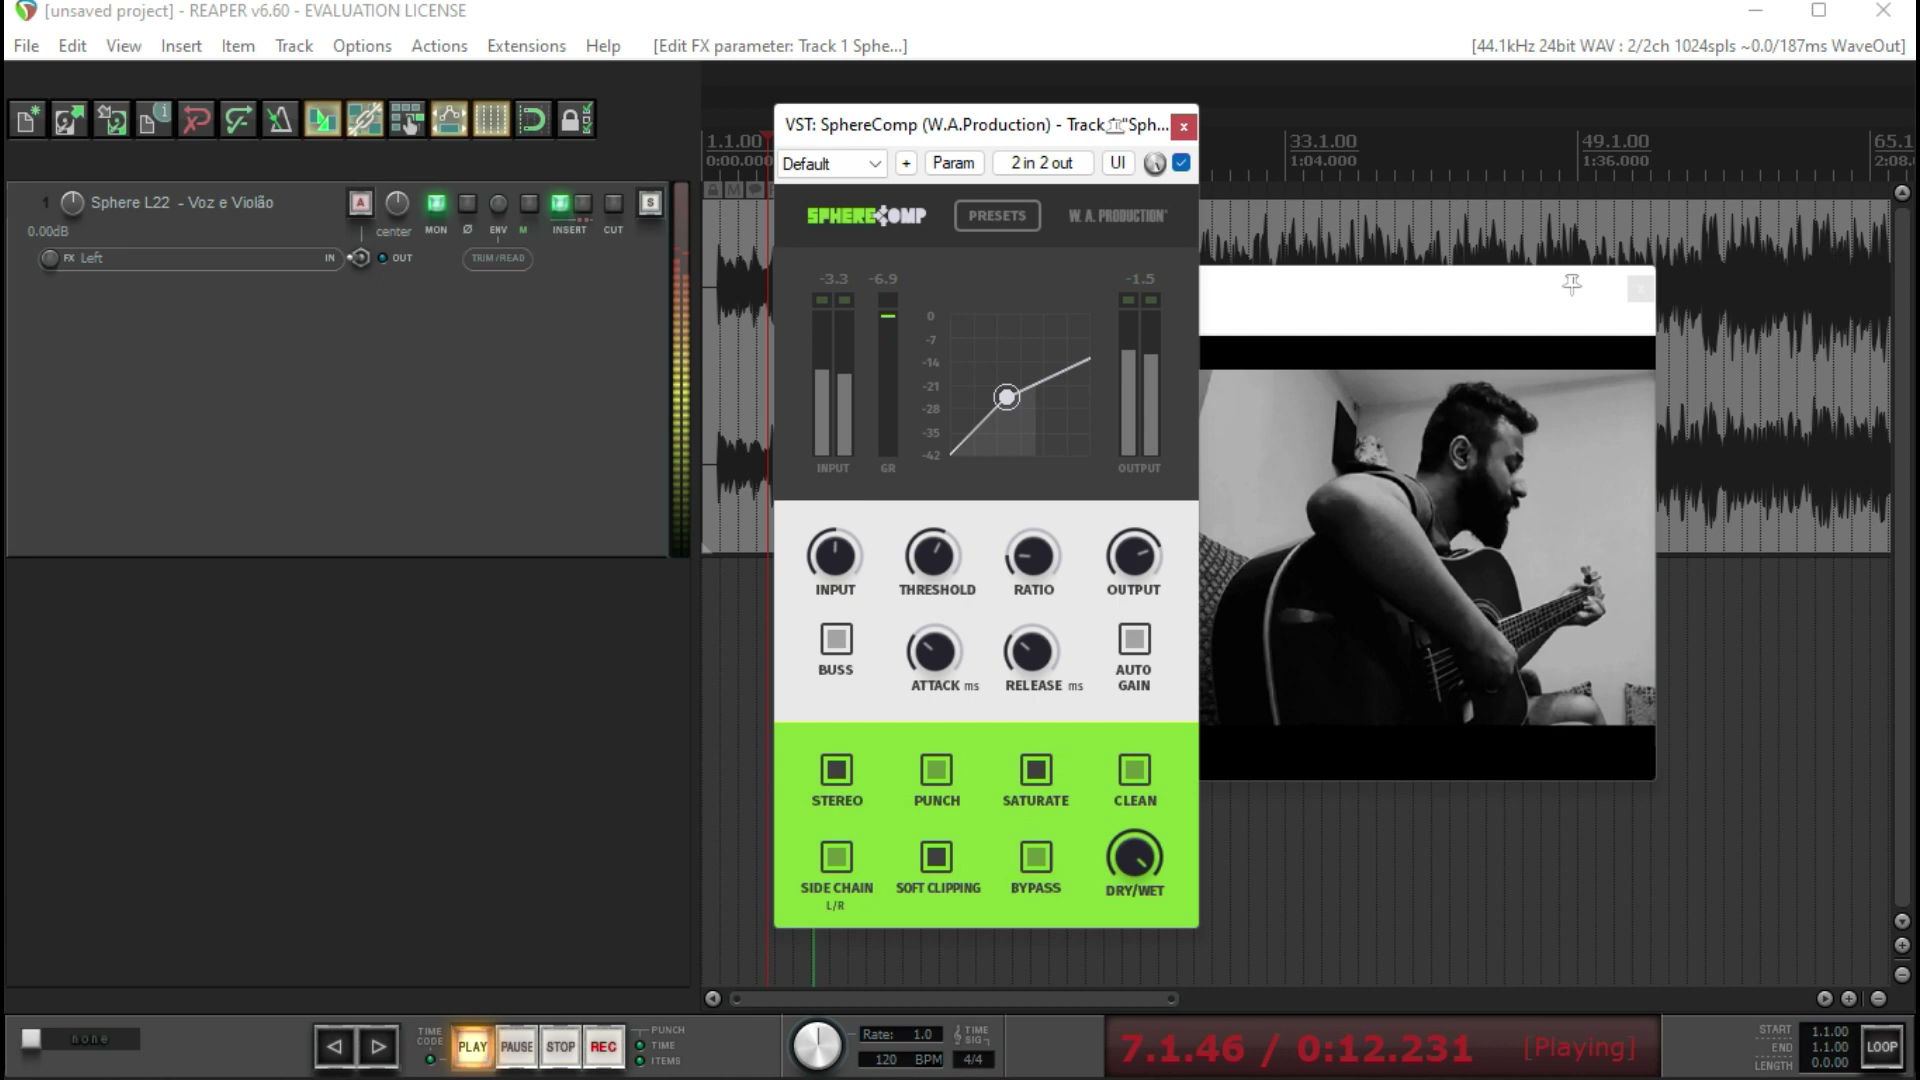 [unsaved project] - REAPER v6.60 - EVALUATION LICENSE
File Edit View Insert Item Track Options Actions Extensions Help [Edit FX parameter: Track 1 Sphe...] [44.1kHz 24bit WAV : 2/2ch 1024spls ~0.0/187ms WaveOut]
1.1.00 33.1.00 49.1.00 65.1
0:00.000 1:04.000 1:36.000 2:08.
1 Sphere L22 - Voz e Violão A S
0.00dB center MON Ø ENV M INSERT CUT
FX Left IN OUT TRIM/READ
VST: SphereComp (W.A.Production) - Track "Sph... x
Default + Param 2 in 2 out UI
SPHERECOMP PRESETS W. A. PRODUCTION
-3.3 -6.9 -1.5
0
-7
-14
-21
-28
-35
-42
INPUT GR OUTPUT
INPUT THRESHOLD RATIO OUTPUT
BUSS ATTACK ms RELEASE ms AUTO GAIN
STEREO PUNCH SATURATE CLEAN
SIDE CHAIN SOFT CLIPPING BYPASS DRY/WET
L/R
none
TIME CODE
PLAY PAUSE STOP REC
PUNCH
TIME
ITEMS
Rate: 1.0
TIME SIG
120 BPM 4/4
7.1.46 / 0:12.231 [Playing]
START 1.1.00
END 1.1.00
LENGTH 0.0.00
LOOP